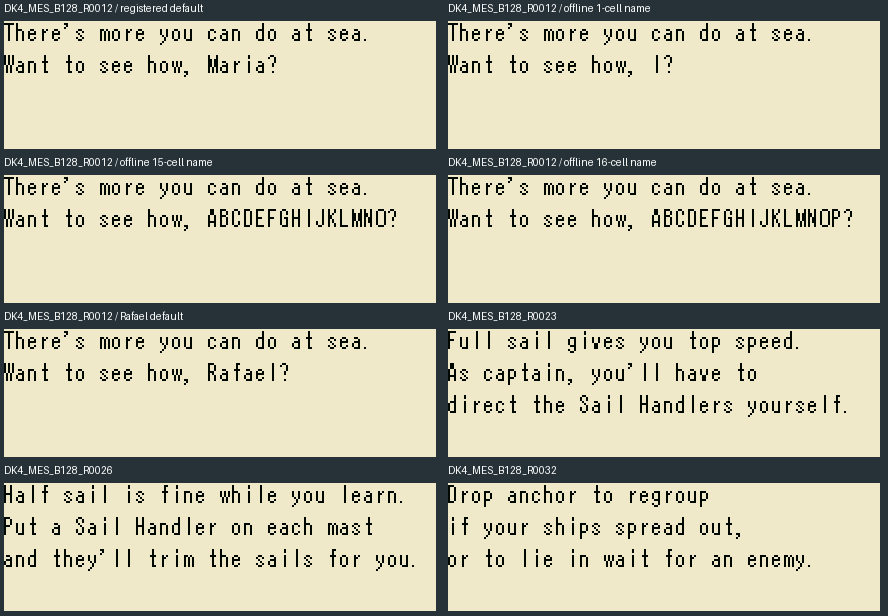 DK4_MES_B128_R0012 / registered default
There's more you can do at sea.
Want to see how, Maria?
DK4_MES_B128_R0012 / offline 1-cell name
There's more you can do at sea.
Want to see how, I?
DK4_MES_B128_R0012 / offline 15-cell name
There's more you can do at sea.
Want to see how, ABCDEFGHIJKLMNO?
DK4_MES_B128_R0012 / offline 16-cell name
There's more you can do at sea.
Want to see how, ABCDEFGHIJKLMNOP?
DK4_MES_B128_R0012 / Rafael default
There's more you can do at sea.
Want to see how, Rafael?
DK4_MES_B128_R0023
Full sail gives you top speed.
As captain, you'll have to
direct the Sail Handlers yourself.
DK4_MES_B128_R0026
Half sail is fine while you learn.
Put a Sail Handler on each mast
and they'll trim the sails for you.
DK4_MES_B128_R0032
Drop anchor to regroup
if your ships spread out,
or to lie in wait for an enemy.